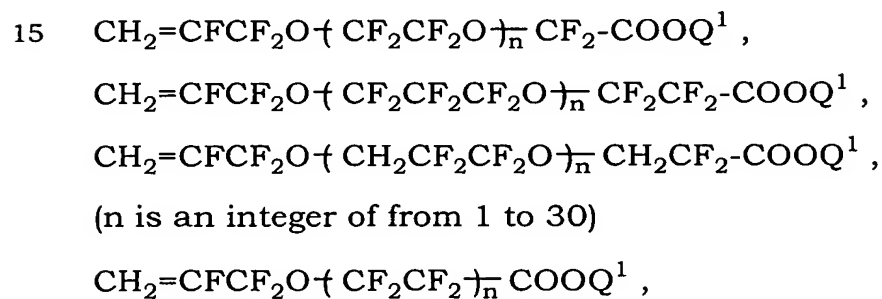 15 CH₂=CFCF₂O-(CF₂CF₂O)ₙ-CF₂-COOQ¹ ,
CH₂=CFCF₂O-(CF₂CF₂CF₂O)ₙ-CF₂CF₂-COOQ¹ ,
CH₂=CFCF₂O-(CH₂CF₂CF₂O)ₙ-CH₂CF₂-COOQ¹ ,
(n is an integer of from 1 to 30)
CH₂=CFCF₂O-(CF₂CF₂)ₙ-COOQ¹ ,